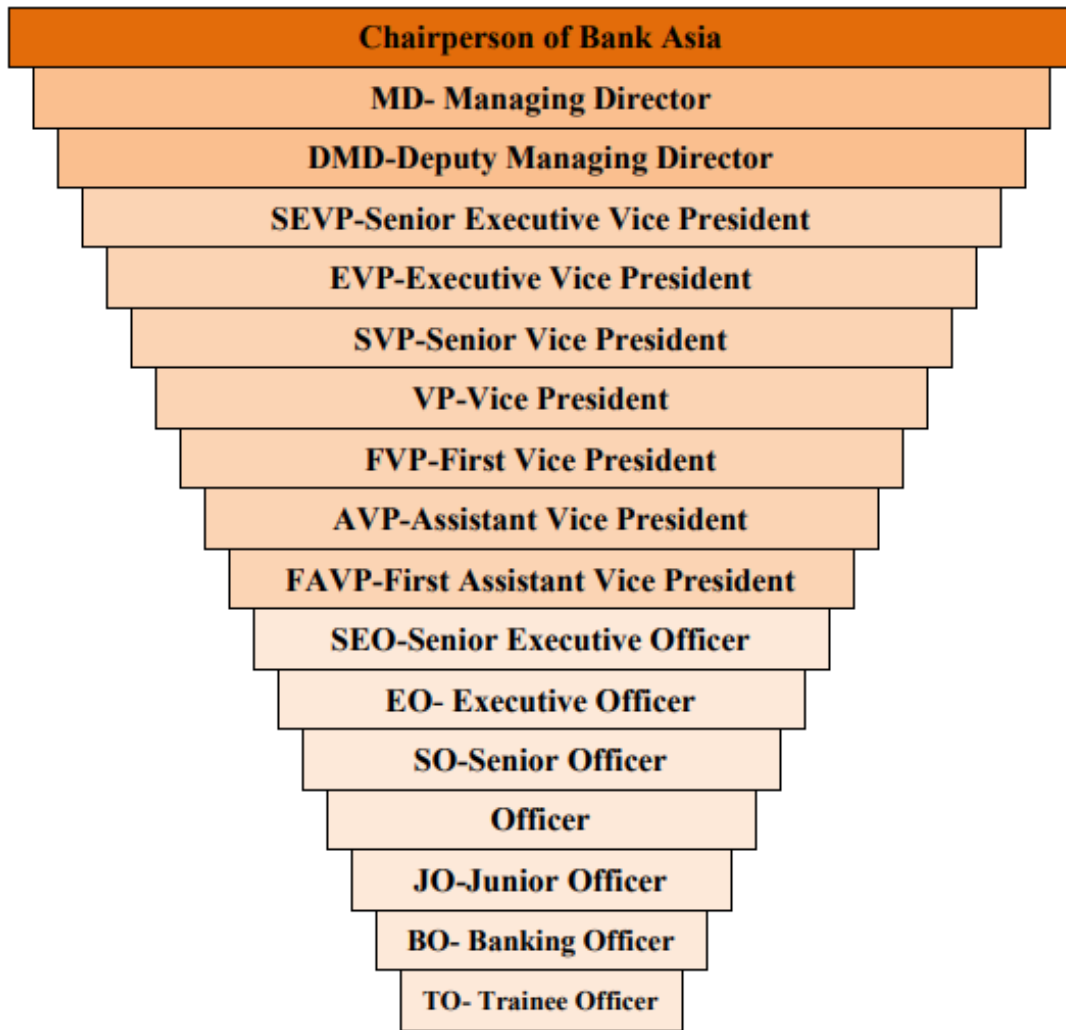 Chairperson of Bank Asia
MD- Managing Director
DMD-Deputy Managing Director
SEVP-Senior Executive Vice President
EVP-Executive Vice President
SVP-Senior Vice President
VP-Vice President
FVP-First Vice President
AVP-Assistant Vice President
FAVP-First Assistant Vice President
SEO-Senior Executive Officer
EO- Executive Officer
SO-Senior Officer
Officer
JO-Junior Officer
BO- Banking Officer
TO- Trainee Officer